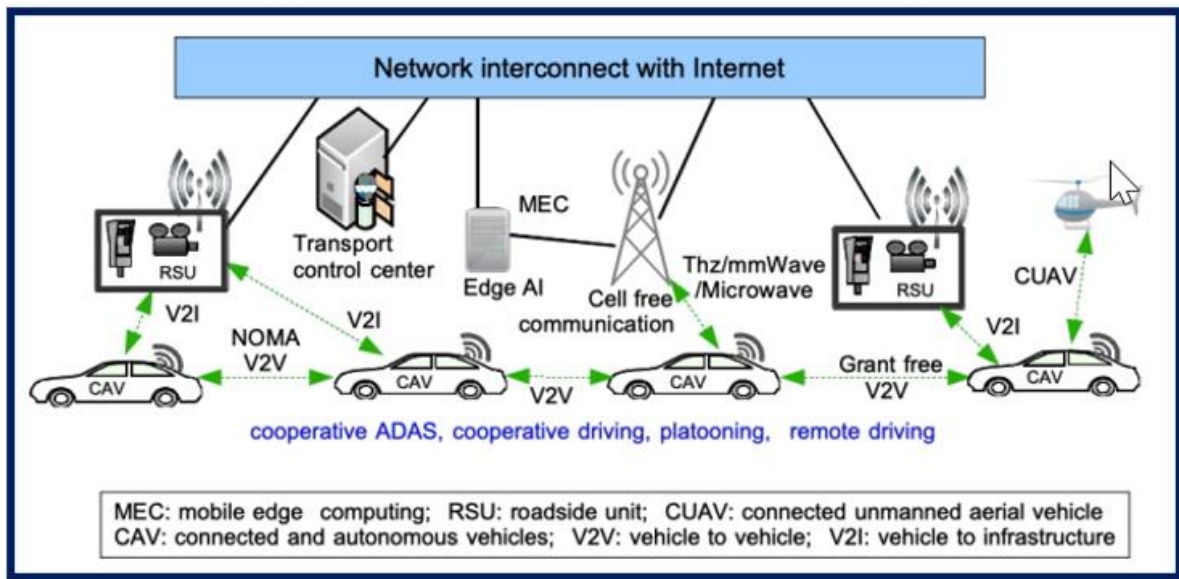 Network interconnect with Internet
MEC
Transport
control center
Edge AI
Cell free
communication
Thz/mmWave
/Microwave
RSU
RSU
CUAV
V2I
V2I
V2I
NOMA
V2V
V2V
Grant free
V2V
CAV
CAV
CAV
CAV
cooperative ADAS, cooperative driving, platooning, remote driving
MEC: mobile edge computing; RSU: roadside unit; CUAV: connected unmanned aerial vehicle
CAV: connected and autonomous vehicles; V2V: vehicle to vehicle; V2I: vehicle to infrastructure